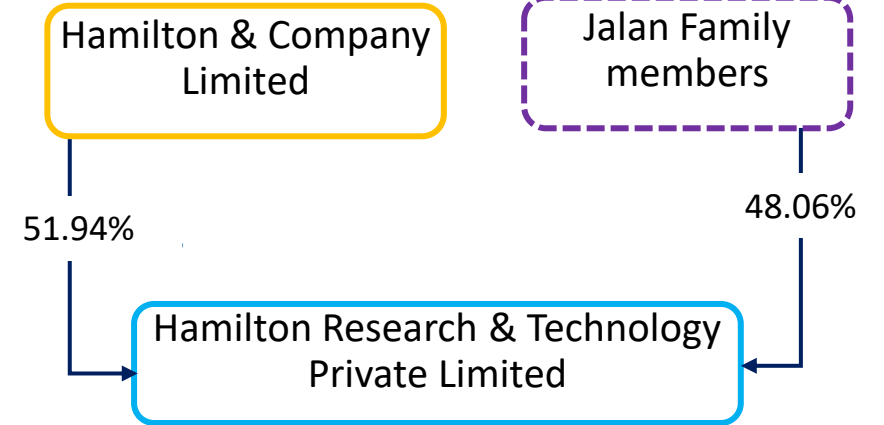 Hamilton & Company
Limited
Jalan Family
members
51.94%
48.06%
Hamilton Research & Technology
Private Limited